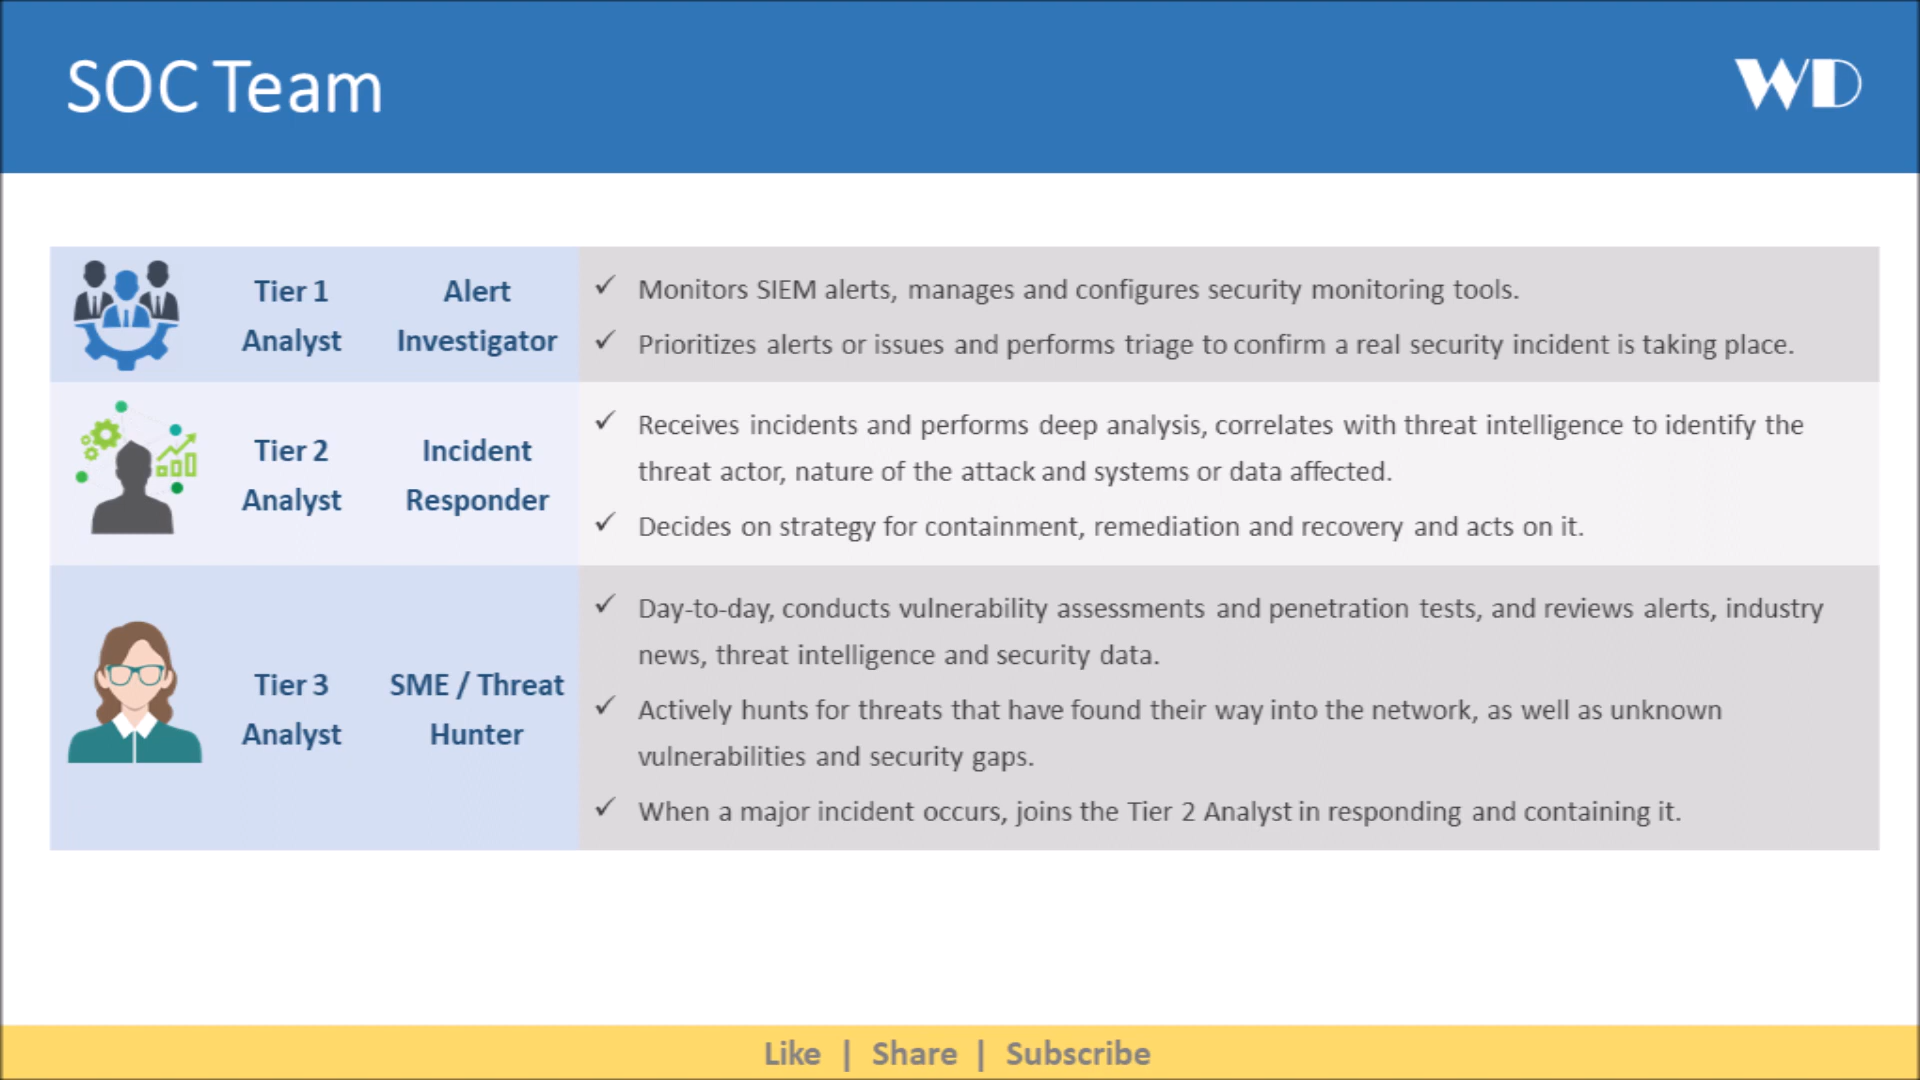 SOC Team
WD
Tier 1
Analyst
Alert
Investigator
✓ Monitors SIEM alerts, manages and configures security monitoring tools.
✓ Prioritizes alerts or issues and performs triage to confirm a real security incident is taking place.
Tier 2
Analyst
Incident
Responder
✓ Receives incidents and performs deep analysis, correlates with threat intelligence to identify the
threat actor, nature of the attack and systems or data affected.
✓ Decides on strategy for containment, remediation and recovery and acts on it.
Tier 3
Analyst
SME / Threat
Hunter
✓ Day-to-day, conducts vulnerability assessments and penetration tests, and reviews alerts, industry
news, threat intelligence and security data.
✓ Actively hunts for threats that have found their way into the network, as well as unknown
vulnerabilities and security gaps.
✓ When a major incident occurs, joins the Tier 2 Analyst in responding and containing it.
Like | Share | Subscribe